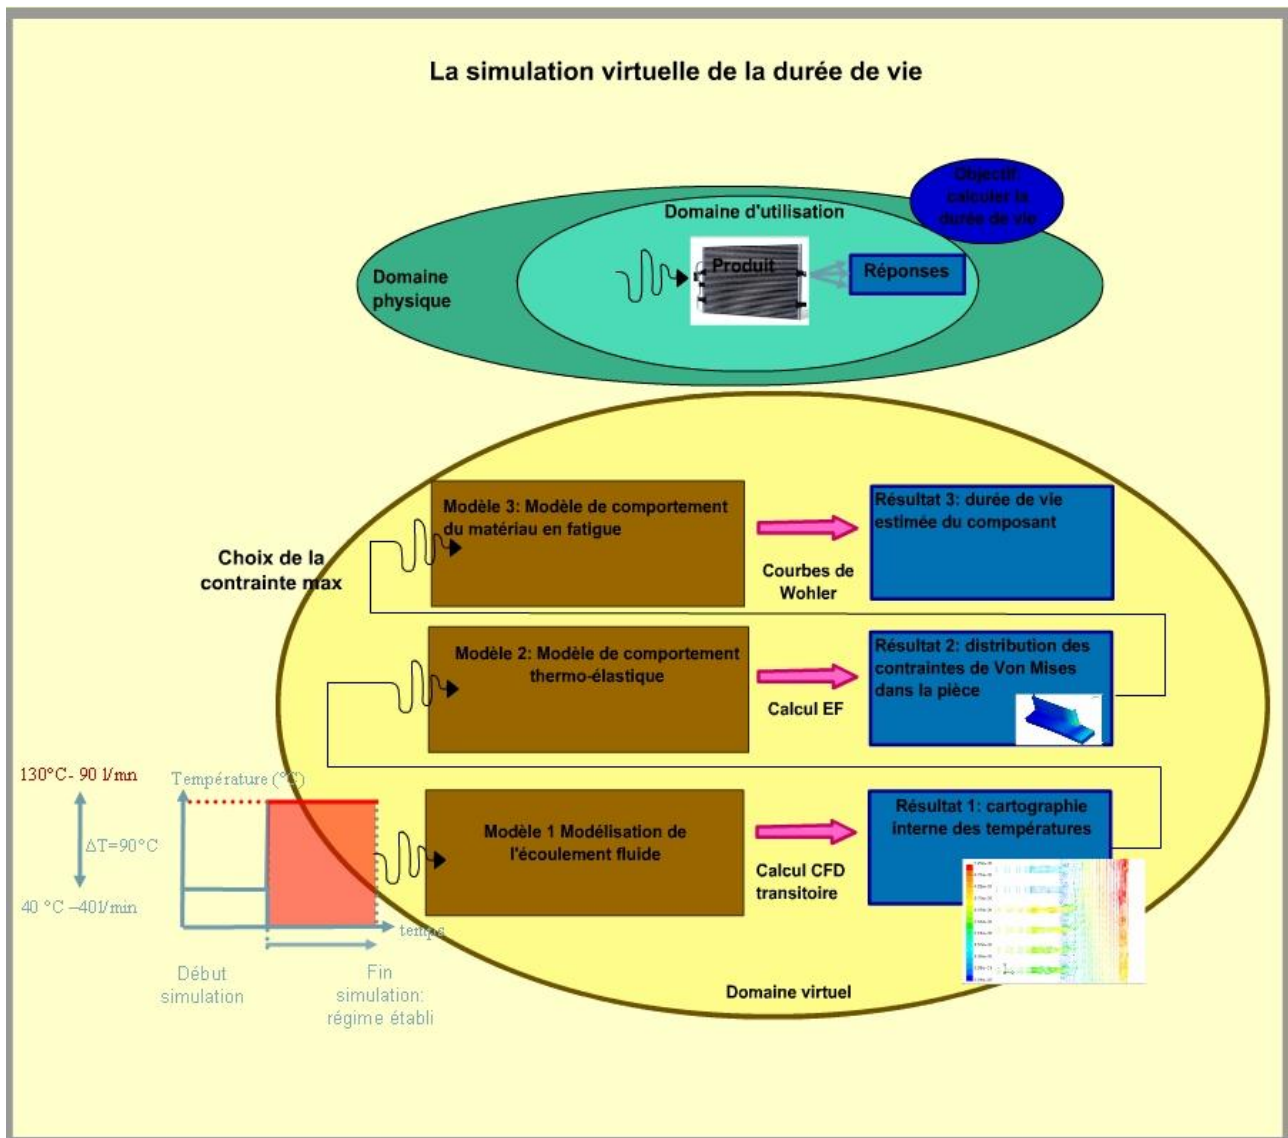 La simulation virtuelle de la durée de vie
Objectif:
calculer la
durée de vie
Domaine d'utilisation
Produit
Réponses
Domaine
physique
Modèle 3: Modèle de comportement
du matériau en fatigue
Résultat 3: durée de vie
estimée du composant
Choix de la
contrainte max
Courbes de
Wohler
Modèle 2: Modèle de comportement
thermo-élastique
Résultat 2: distribution des
contraintes de Von Mises
dans la pièce
Calcul EF
130°C- 90 l/mn
Température (°C)
ΔT=90°C
40 °C –40l/min
temps
Début
simulation
Fin
simulation:
régime établi
Modèle 1 Modélisation de
l'écoulement fluide
Résultat 1: cartographie
interne des températures
Calcul CFD
transitoire
Domaine virtuel